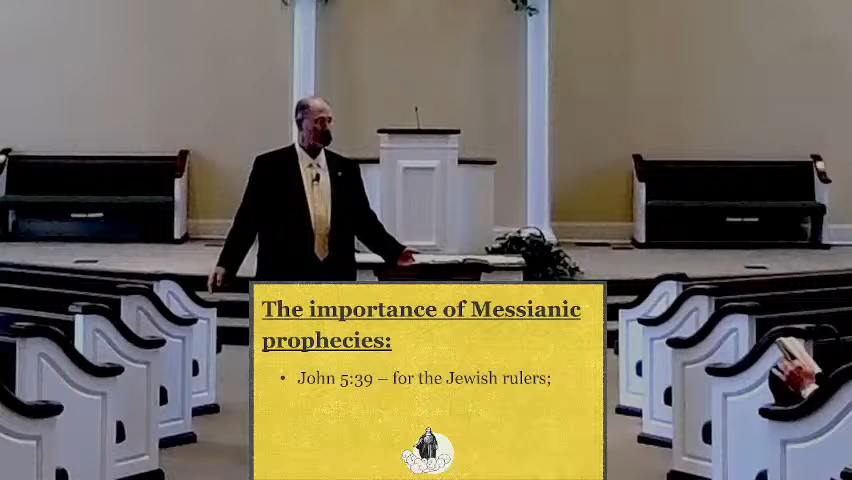 The importance of Messianic
prophecies:
• John 5:39 – for the Jewish rulers;